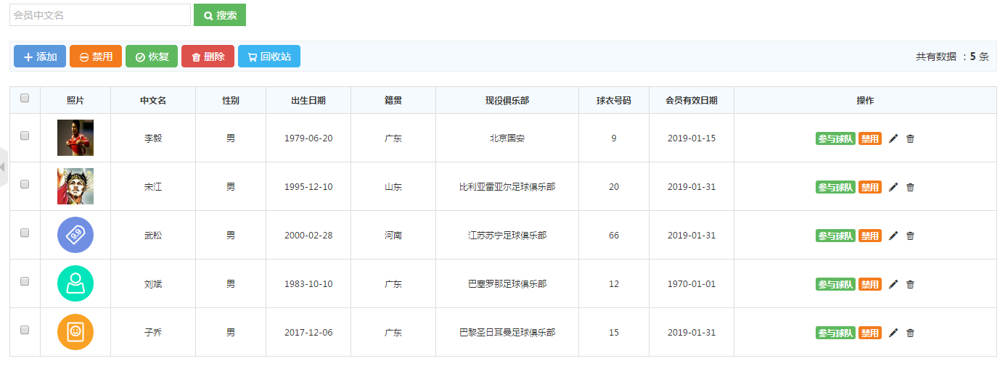 会员中文名 搜索
添加 禁用 恢复 删除 回收站 共有数据 ：5 条
照片 中文名 性别 出生日期 籍贯 现役俱乐部 球衣号码 会员有效日期 操作
李毅 男 1979-06-20 广东 北京国安 9 2019-01-15 参与球队 禁用
宋江 男 1995-12-10 山东 比利亚雷亚尔足球俱乐部 20 2019-01-31 参与球队 禁用
9.9 武松 男 2000-02-28 河南 江苏苏宁足球俱乐部 66 2019-01-31 参与球队 禁用
刘斌 男 1983-10-10 广东 巴塞罗那足球俱乐部 12 1970-01-01 参与球队 禁用
子乔 男 2017-12-06 广东 巴黎圣日耳曼足球俱乐部 15 2019-01-31 参与球队 禁用